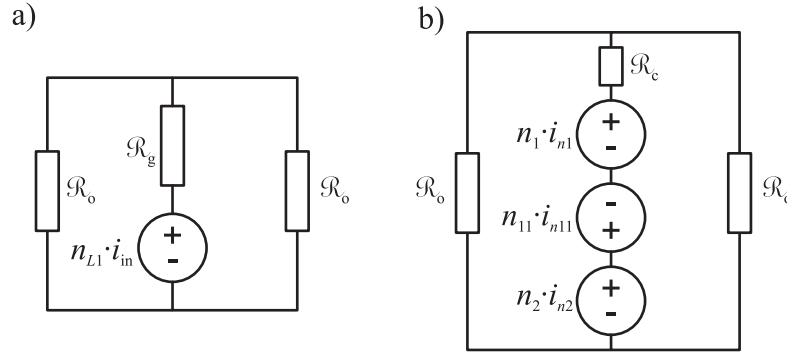 a)
ℛg
ℛo
ℛo
nL1·iin
+
-
b)
ℛc
n1·in1
+
-
ℛo
n11·in11
-
+
n2·in2
+
-